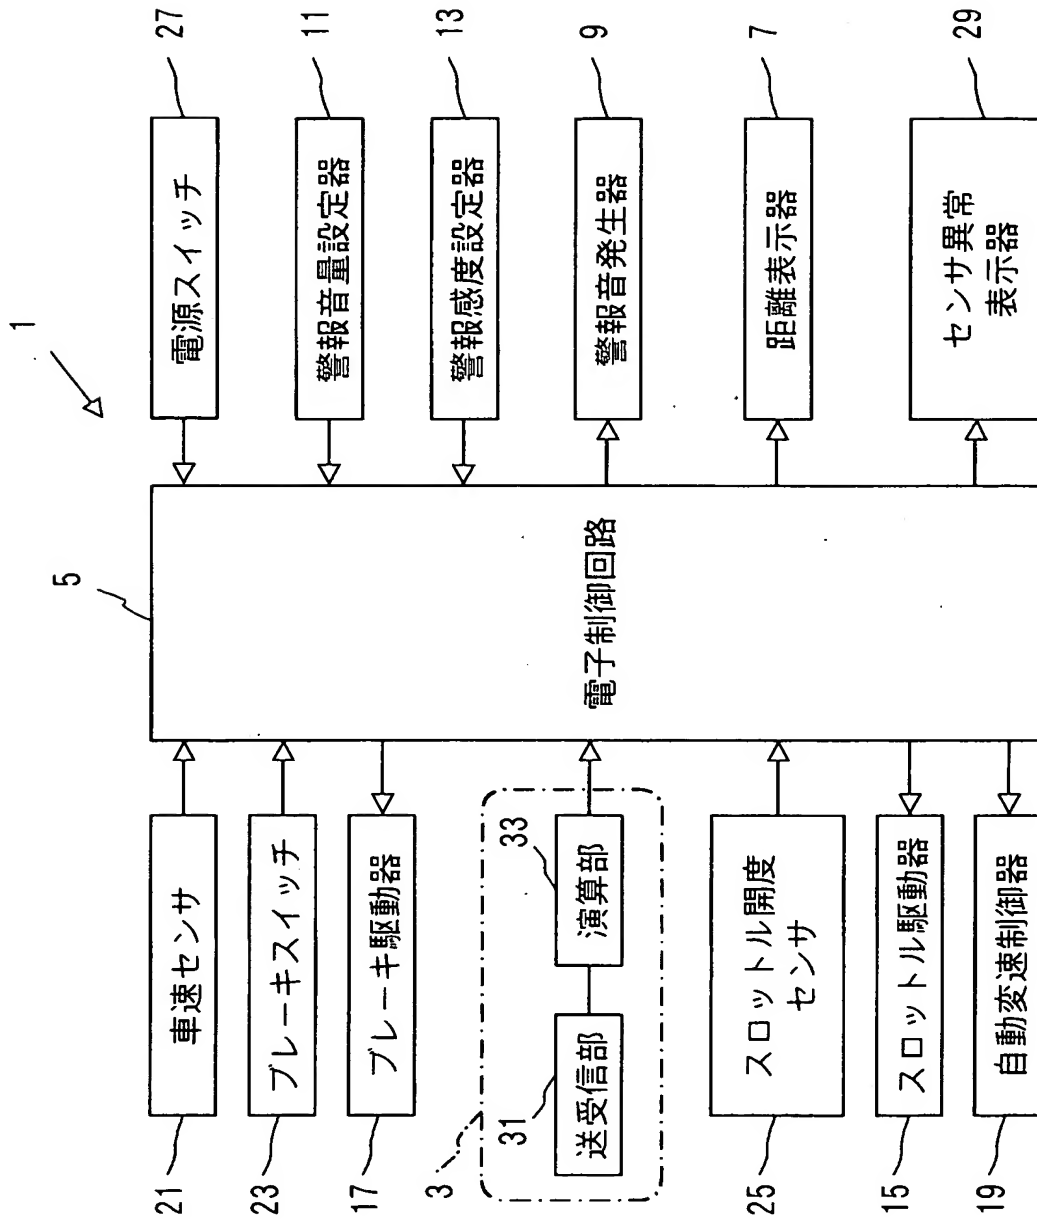 1
5
21
車速センサ
23
ブレーキスイッチ
17
ブレーキ駆動器
3
31
送受信部
33
演算部
25
スロットル開度
センサ
15
スロットル駆動器
19
自動変速制御器
電子制御回路
電源スイッチ
27
警報音量設定器
11
警報感度設定器
13
警報音発生器
9
距離表示器
7
センサ異常
表示器
29